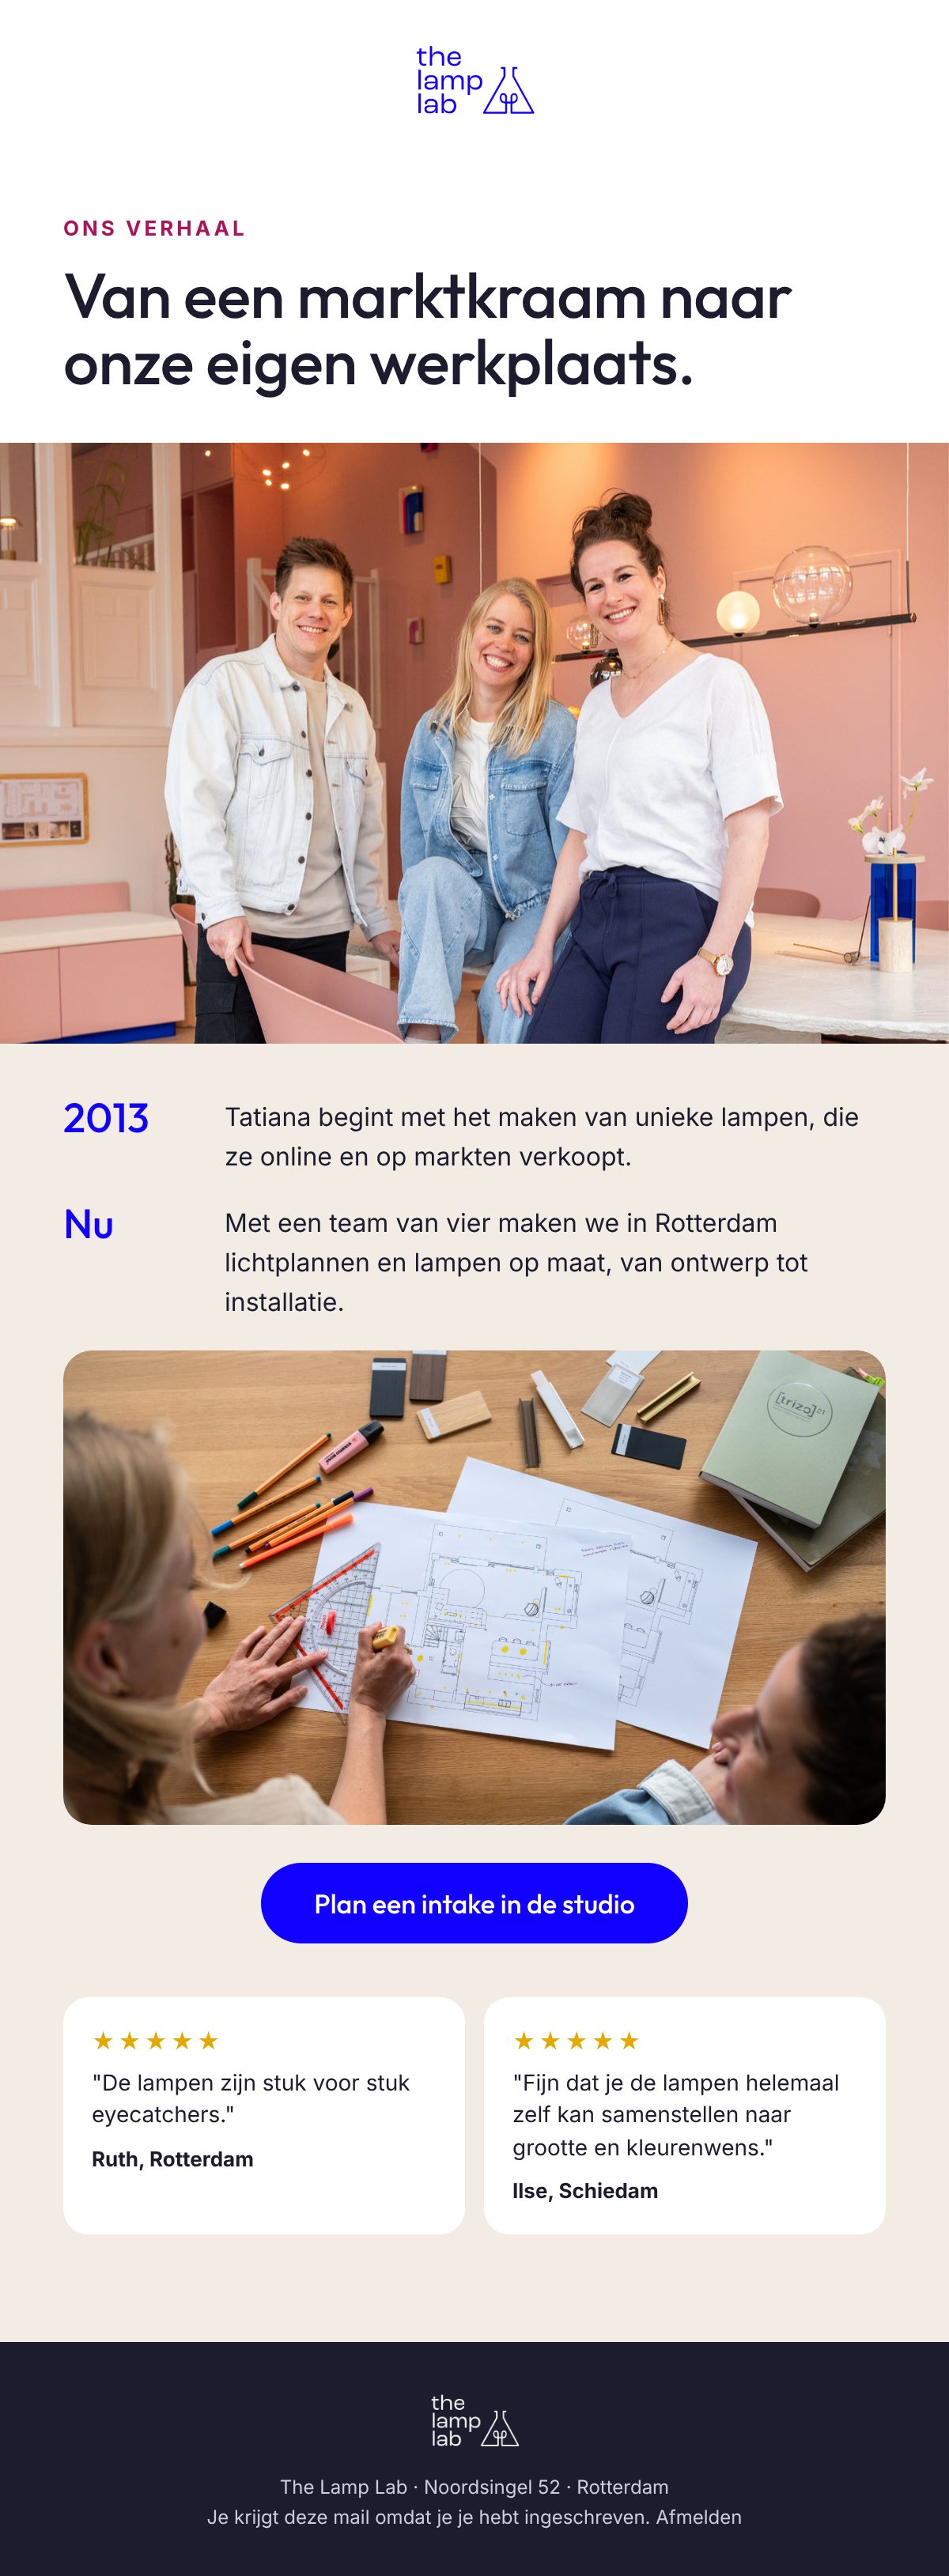 the
lamp
lab
ONS VERHAAL
Van een marktkraam naar
onze eigen werkplaats.
2013
Tatiana begint met het maken van unieke lampen, die
ze online en op markten verkoopt.
Nu
Met een team van vier maken we in Rotterdam
lichtplannen en lampen op maat, van ontwerp tot
installatie.
[trizo]21
Plan een intake in de studio
★★★★★
"De lampen zijn stuk voor stuk
eyecatchers."
Ruth, Rotterdam
★★★★★
"Fijn dat je de lampen helemaal
zelf kan samenstellen naar
grootte en kleurenwens."
Ilse, Schiedam
the
lamp
lab
The Lamp Lab · Noordsingel 52 · Rotterdam
Je krijgt deze mail omdat je je hebt ingeschreven. Afmelden